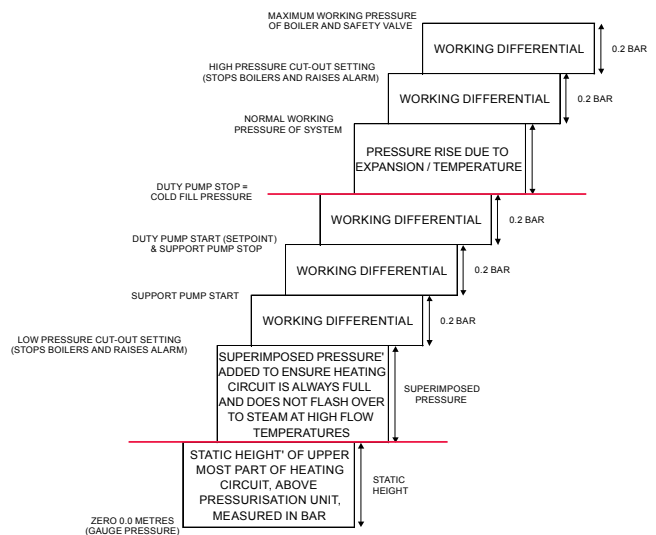 MAXIMUM WORKING PRESSURE
OF BOILER AND SAFETY VALVE
WORKING DIFFERENTIAL
0.2 BAR
HIGH PRESSURE CUT-OUT SETTING
(STOPS BOILERS AND RAISES ALARM)
WORKING DIFFERENTIAL
0.2 BAR
NORMAL WORKING
PRESSURE OF SYSTEM
PRESSURE RISE DUE TO
EXPANSION / TEMPERATURE
DUTY PUMP STOP =
COLD FILL PRESSURE
WORKING DIFFERENTIAL
0.2 BAR
DUTY PUMP START (SETPOINT)
& SUPPORT PUMP STOP
WORKING DIFFERENTIAL
0.2 BAR
SUPPORT PUMP START
WORKING DIFFERENTIAL
0.2 BAR
LOW PRESSURE CUT-OUT SETTING
(STOPS BOILERS AND RAISES ALARM)
SUPERIMPOSED PRESSURE'
ADDED TO ENSURE HEATING
CIRCUIT IS ALWAYS FULL
AND DOES NOT FLASH OVER
TO STEAM AT HIGH FLOW
TEMPERATURES
SUPERIMPOSED
PRESSURE
STATIC HEIGHT' OF UPPER
MOST PART OF HEATING
CIRCUIT, ABOVE
PRESSURISATION UNIT,
MEASURED IN BAR
STATIC
HEIGHT
ZERO 0.0 METRES
(GAUGE PRESSURE)